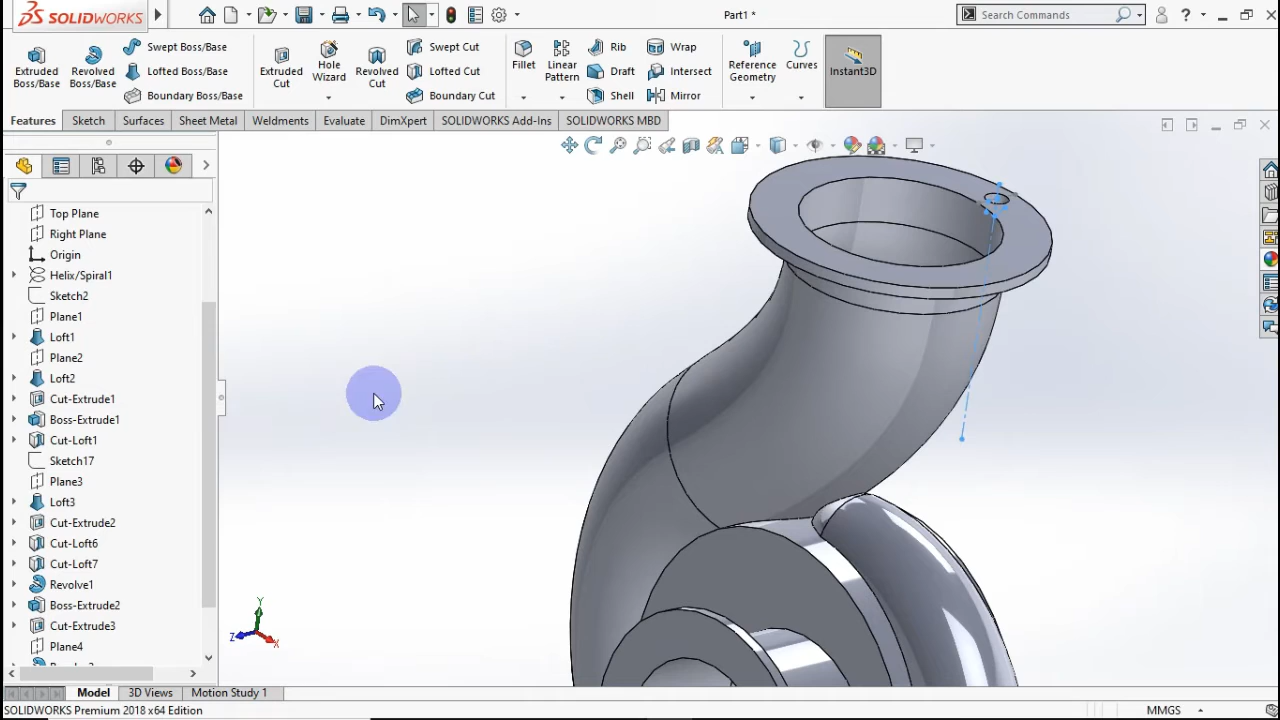 SOLIDWORKS
Part1 *
Search Commands
?
Extruded Boss/Base
Revolved Boss/Base
Swept Boss/Base
Lofted Boss/Base
Boundary Boss/Base
Extruded Cut
Hole Wizard
Revolved Cut
Swept Cut
Lofted Cut
Boundary Cut
Fillet
Linear Pattern
Rib
Draft
Shell
Wrap
Intersect
Mirror
Reference Geometry
Curves
Instant3D
Features
Sketch
Surfaces
Sheet Metal
Weldments
Evaluate
DimXpert
SOLIDWORKS Add-Ins
SOLIDWORKS MBD
Top Plane
Right Plane
Origin
Helix/Spiral1
Sketch2
Plane1
Loft1
Plane2
Loft2
Cut-Extrude1
Boss-Extrude1
Cut-Loft1
Sketch17
Plane3
Loft3
Cut-Extrude2
Cut-Loft6
Cut-Loft7
Revolve1
Boss-Extrude2
Cut-Extrude3
Plane4
Y
Z
X
Model
3D Views
Motion Study 1
SOLIDWORKS Premium 2018 x64 Edition
MMGS